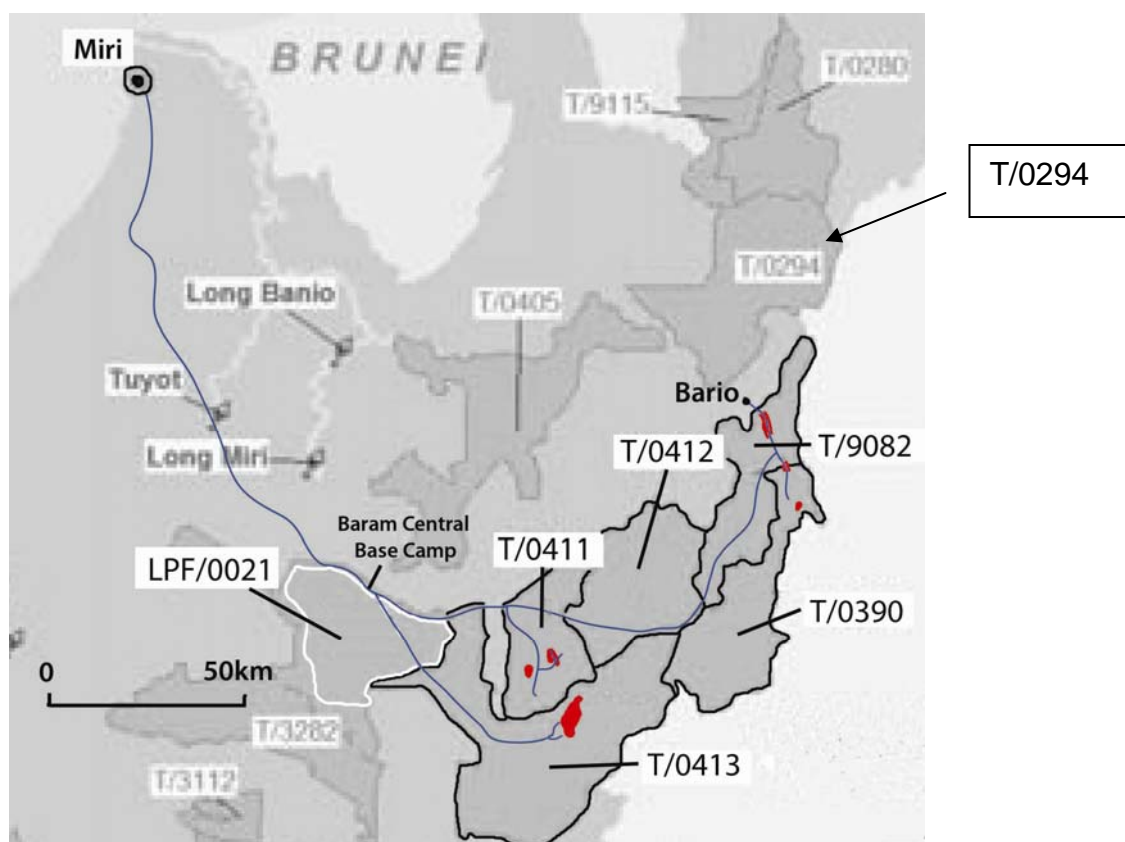 Miri
BRUNEI
T/0280
T/9115
T/0294
T/0294
Long Banio
T/0405
Tuyot
Bario
T/9082
T/0412
Long Miri
Baram Central
Base Camp
T/0411
LPF/0021
T/0390
0
50km
T/3282
T/0413
T/3112